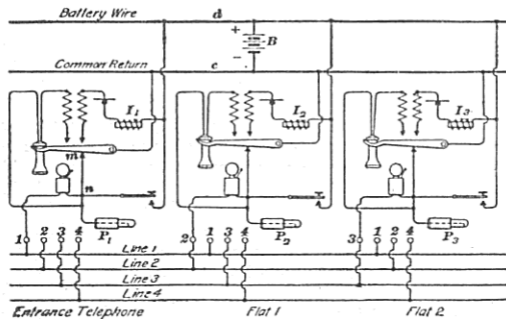 Battery Wire d
+ B
−
Common Return c
I₁ I₂ I₃
m
n
P₁ P₂ P₃
1 2 3 4 2 1 3 4 3 1 2 4
Line 1
Line 2
Line 3
Line 4
Entrance Telephone Flat 1 Flat 2